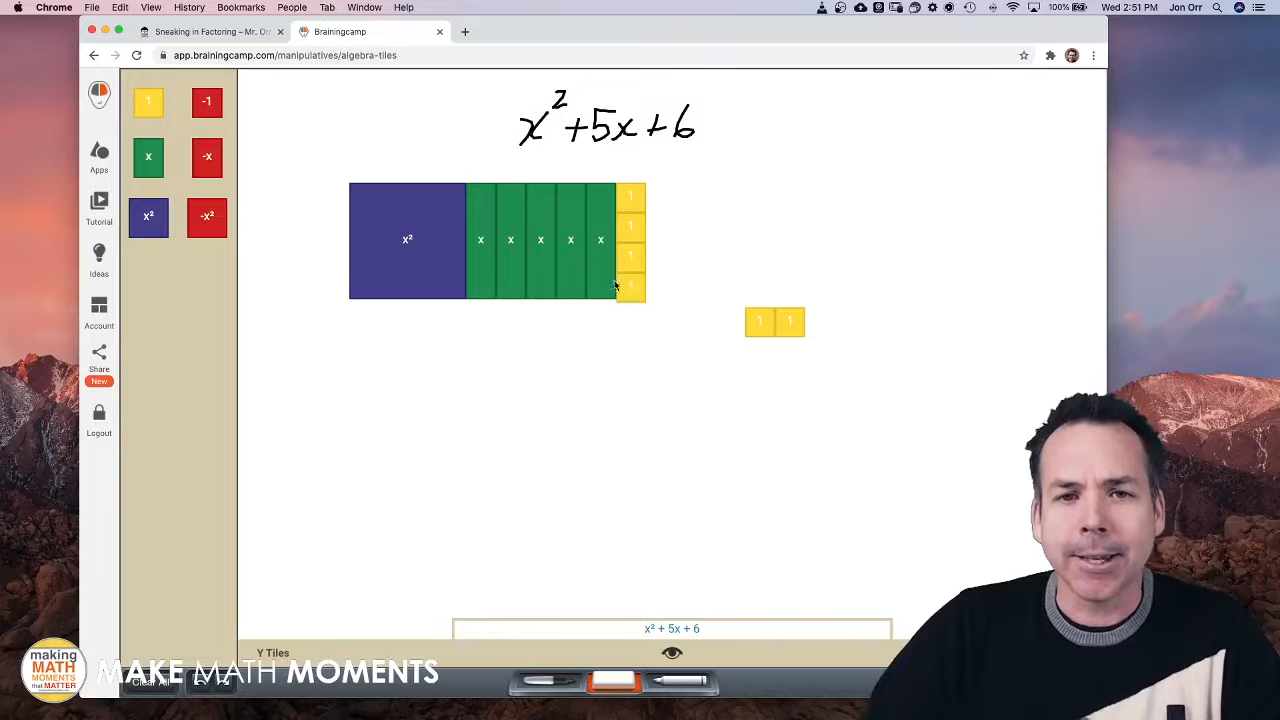 Chrome File Edit View History Bookmarks People Tab Window Help
100% Wed 2:51 PM Jon Orr
Sneaking in Factoring – Mr. Or
Brainingcamp
app.brainingcamp.com/manipulatives/algebra-tiles
Apps
Tutorial
Ideas
Account
Share
New
Logout
1 -1
x -x
x² -x²
x² + 5x + 6
x² x x x x x
1
1
1
1
1 1
x² + 5x + 6
Y Tiles
Clear All
making
MATH
MOMENTS
that MATTER
MAKE MATH MOMENTS